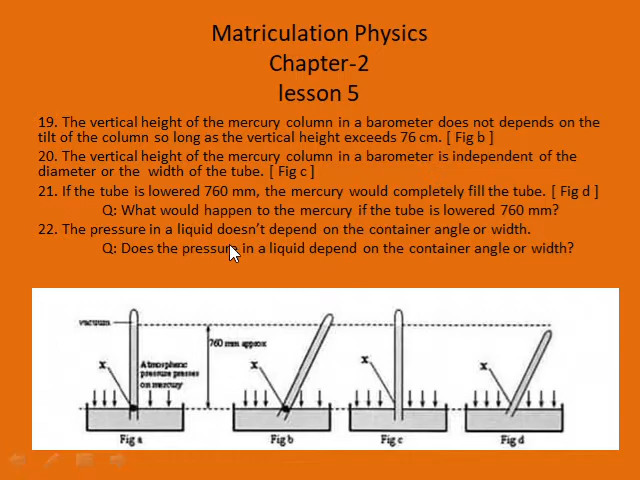 Matriculation Physics
Chapter-2
lesson 5
19. The vertical height of the mercury column in a barometer does not depends on the
tilt of the column so long as the vertical height exceeds 76 cm. [ Fig b ]
20. The vertical height of the mercury column in a barometer is independent of the
diameter or the width of the tube. [ Fig c ]
21. If the tube is lowered 760 mm, the mercury would completely fill the tube. [ Fig d ]
Q: What would happen to the mercury if the tube is lowered 760 mm?
22. The pressure in a liquid doesn't depend on the container angle or width.
Q: Does the pressure in a liquid depend on the container angle or width?
vacuum
760 mm approx
x
Atmospheric
pressure presses
on mercury
x
x
x
Fig a
Fig b
Fig c
Fig d